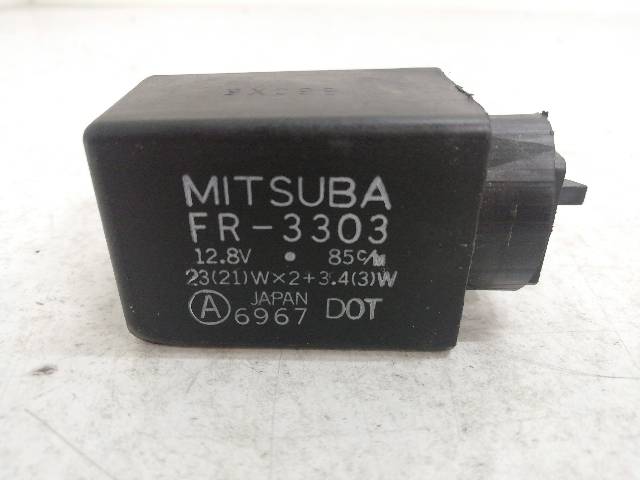 MITSUBA
FR-3303
12.8V • 85c/M
23(21)W×2+3.4(3)W
Ⓐ JAPAN
6967 DOT